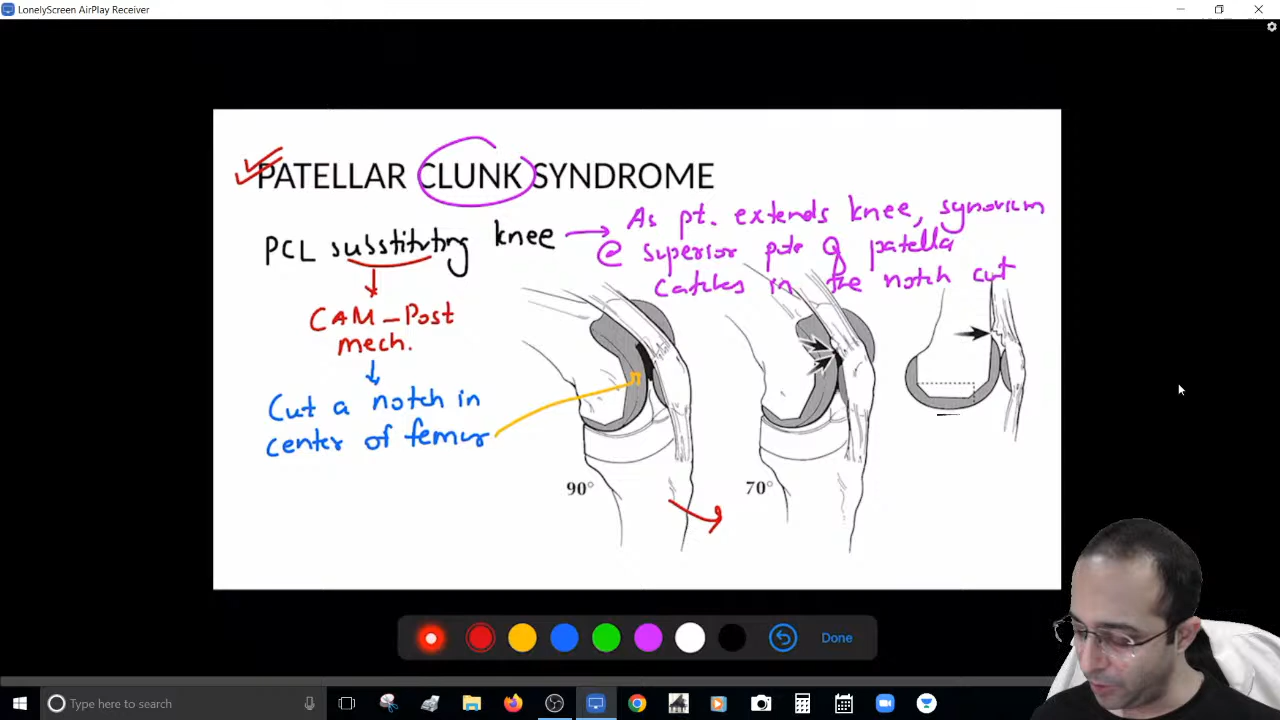 LonelyScreen AirPlay Receiver
PATELLAR CLUNK SYNDROME
PCL substituting knee
As pt. extends knee, synovium
@ superior pole of patella
catches in the notch cut
CAM-Post
mech.
Cut a notch in
center of femur
90°
70°
Done
Type here to search